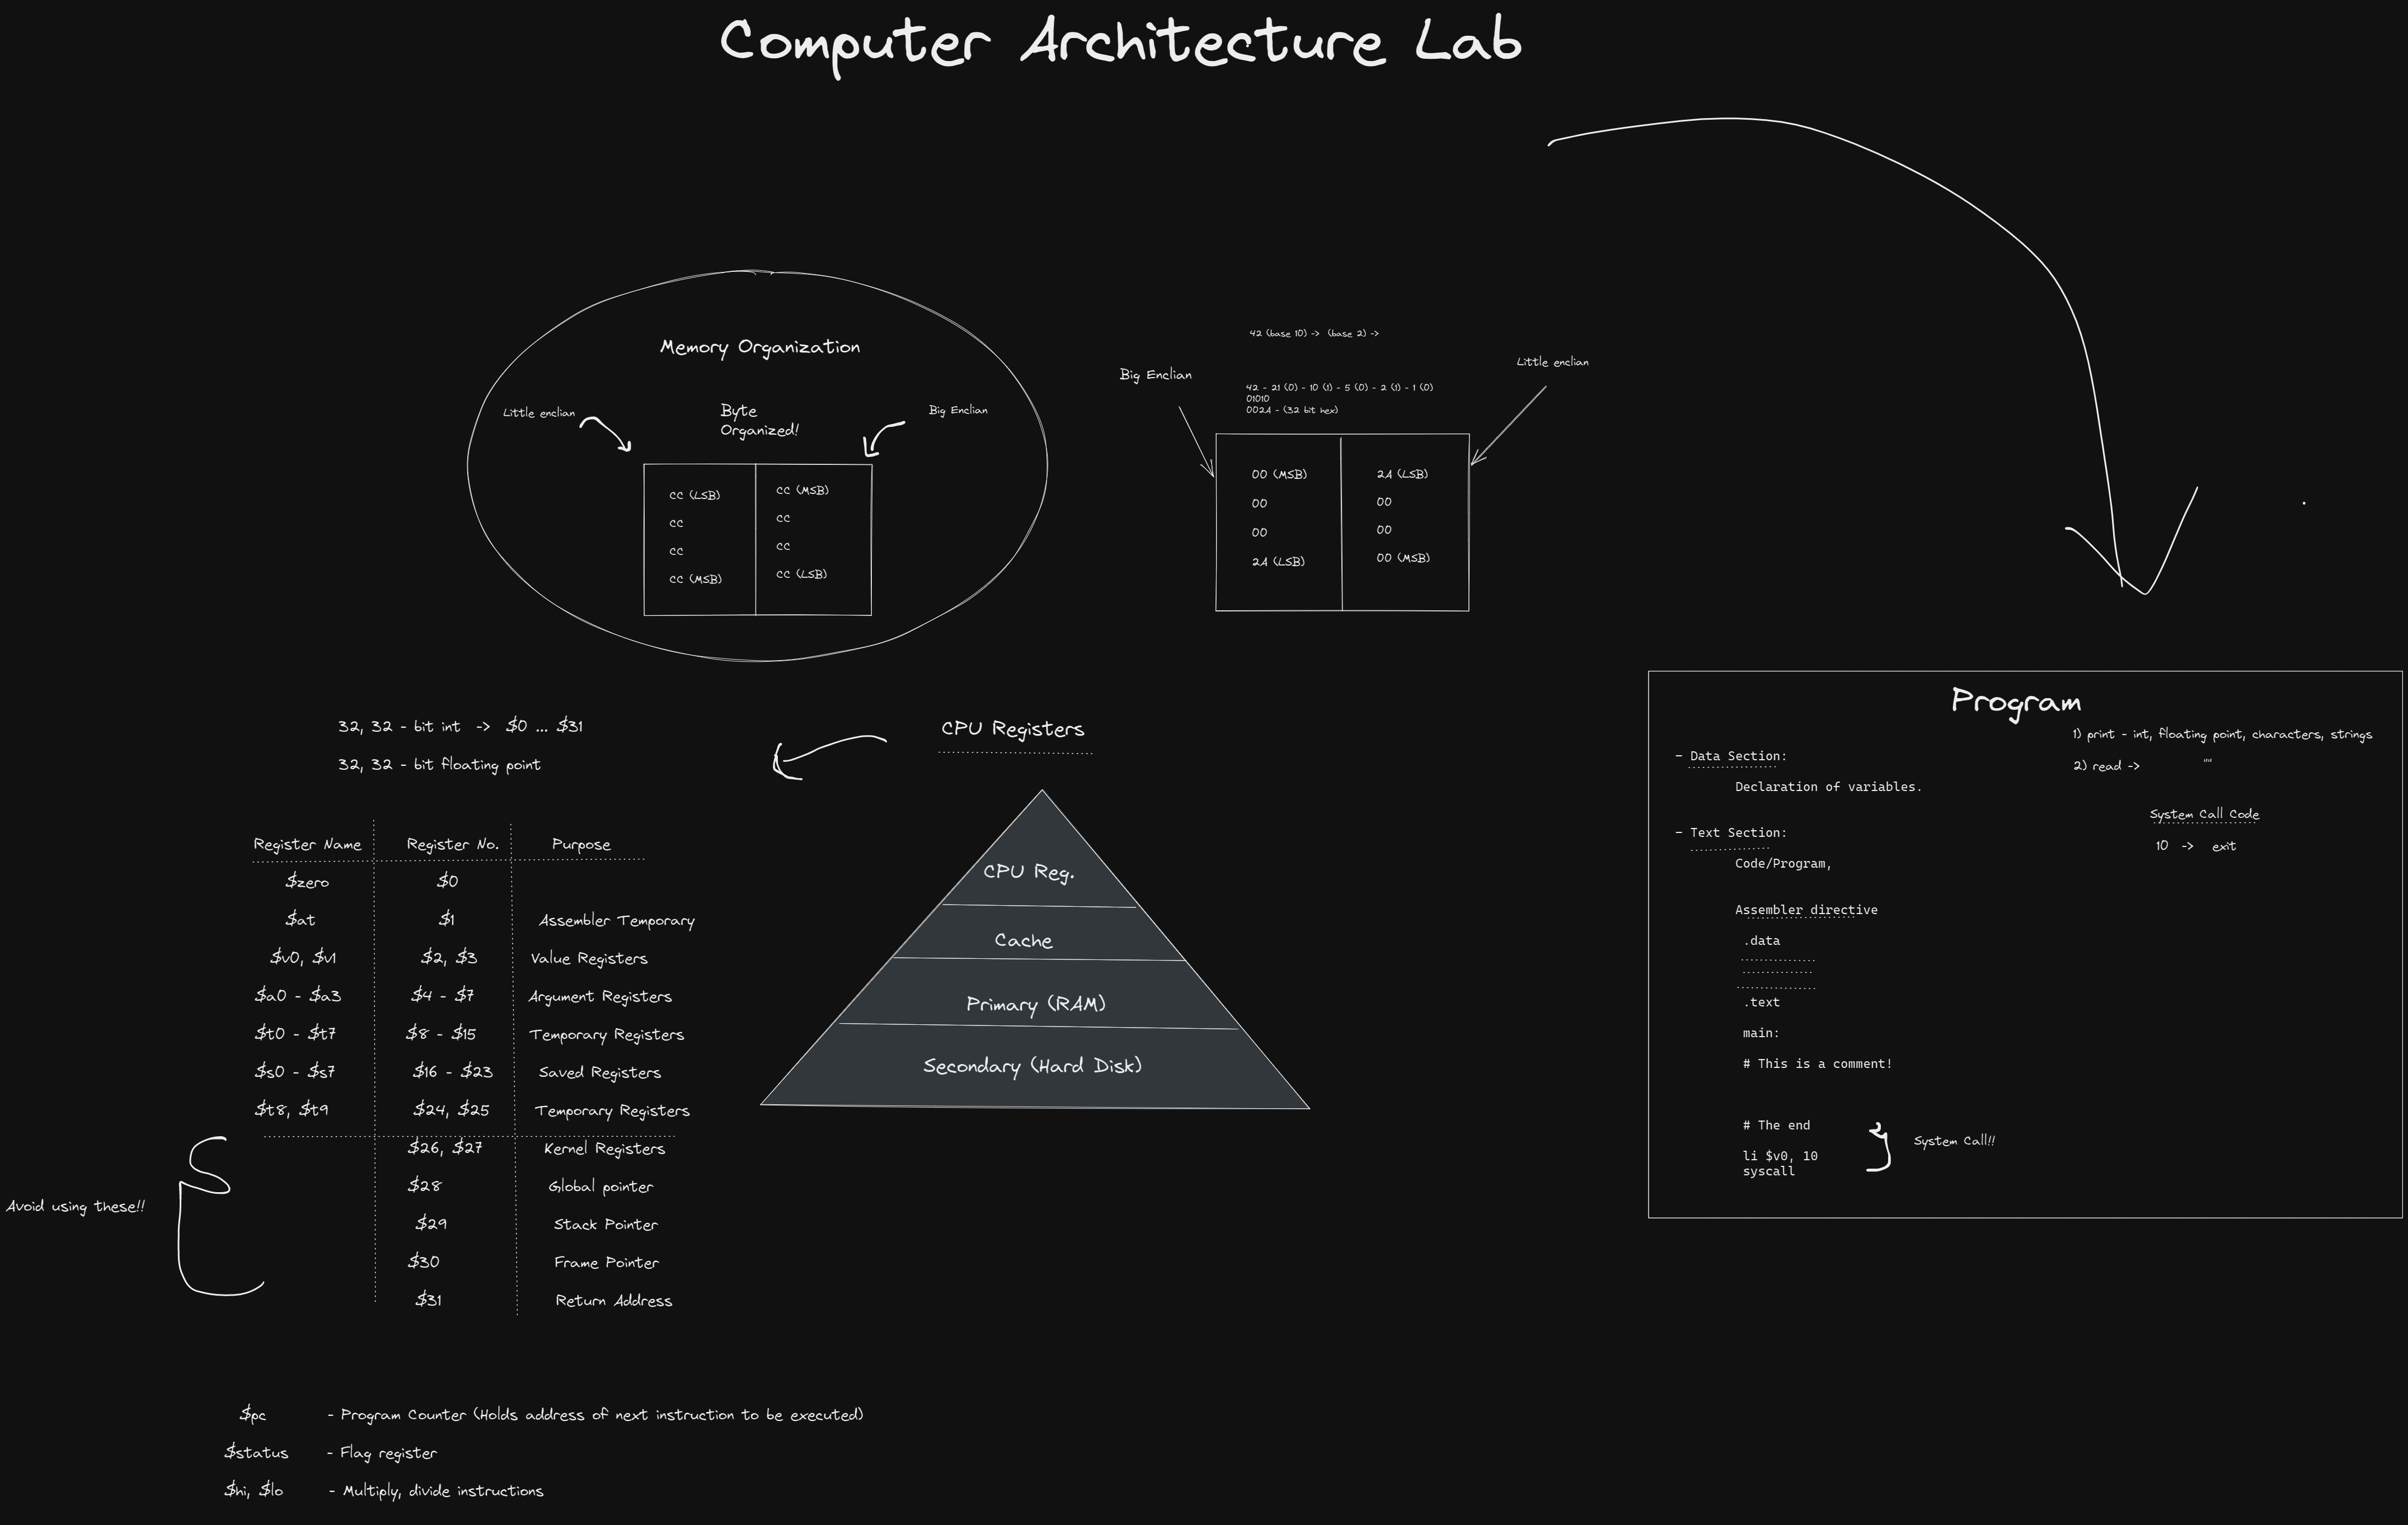 Computer Architecture Lab
Memory Organization
Little enclian
Byte
Organized!
Big Enclian
cc (LSB)
cc
cc
cc (MSB)
cc (MSB)
cc
cc
cc (LSB)
42 (base 10) -> (base 2) ->
Big Enclian
Little enclian
42 - 21 (0) - 10 (1) - 5 (0) - 2 (1) - 1 (0)
01010
002A - (32 bit hex)
00 (MSB)
00
00
2A (LSB)
2A (LSB)
00
00
00 (MSB)
32, 32 - bit int -> $0 ... $31
32, 32 - bit floating point
CPU Registers
Register Name Register No. Purpose
$zero $0
$at $1 Assembler Temporary
$v0, $v1 $2, $3 Value Registers
$a0 - $a3 $4 - $7 Argument Registers
$t0 - $t7 $8 - $15 Temporary Registers
$s0 - $s7 $16 - $23 Saved Registers
$t8, $t9 $24, $25 Temporary Registers
$26, $27 Kernel Registers
$28 Global pointer
Avoid using these!!
$29 Stack Pointer
$30 Frame Pointer
$31 Return Address
CPU Reg.
Cache
Primary (RAM)
Secondary (Hard Disk)
$pc - Program Counter (Holds address of next instruction to be executed)
$status - Flag register
$hi, $lo - Multiply, divide instructions
Program
- Data Section:
Declaration of variables.
- Text Section:
Code/Program,
Assembler directive
.data
.text
main:
# This is a comment!
# The end
li $v0, 10
syscall
System Call!!
1) print - int, floating point, characters, strings
2) read -> ""
System Call Code
10 -> exit